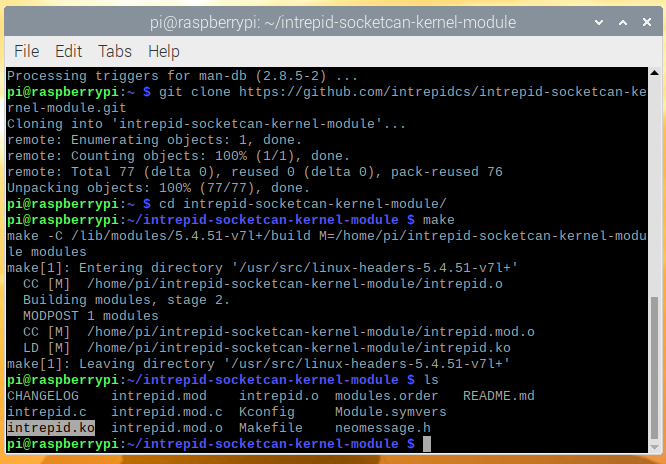 pi@raspberrypi: ~/intrepid-socketcan-kernel-module
File Edit Tabs Help
Processing triggers for man-db (2.8.5-2) ...
pi@raspberrypi:~ $ git clone https://github.com/intrepidcs/intrepid-socketcan-ke
rnel-module.git
Cloning into 'intrepid-socketcan-kernel-module'...
remote: Enumerating objects: 1, done.
remote: Counting objects: 100% (1/1), done.
remote: Total 77 (delta 0), reused 0 (delta 0), pack-reused 76
Unpacking objects: 100% (77/77), done.
pi@raspberrypi:~ $ cd intrepid-socketcan-kernel-module/
pi@raspberrypi:~/intrepid-socketcan-kernel-module $ make
make -C /lib/modules/5.4.51-v7l+/build M=/home/pi/intrepid-socketcan-kernel-modu
le modules
make[1]: Entering directory '/usr/src/linux-headers-5.4.51-v7l+'
  CC [M]  /home/pi/intrepid-socketcan-kernel-module/intrepid.o
  Building modules, stage 2.
  MODPOST 1 modules
  CC [M]  /home/pi/intrepid-socketcan-kernel-module/intrepid.mod.o
  LD [M]  /home/pi/intrepid-socketcan-kernel-module/intrepid.ko
make[1]: Leaving directory '/usr/src/linux-headers-5.4.51-v7l+'
pi@raspberrypi:~/intrepid-socketcan-kernel-module $ ls
CHANGELOG    intrepid.mod    intrepid.o  modules.order   README.md
intrepid.c   intrepid.mod.c  Kconfig     Module.symvers
intrepid.ko  intrepid.mod.o  Makefile    neomessage.h
pi@raspberrypi:~/intrepid-socketcan-kernel-module $